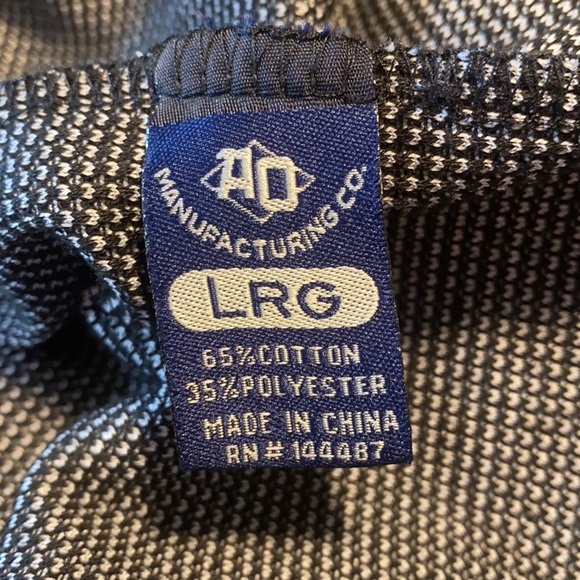 AO
MANUFACTURING CO.
LRG
65%COTTON
35%POLYESTER
MADE IN CHINA
RN# 144487